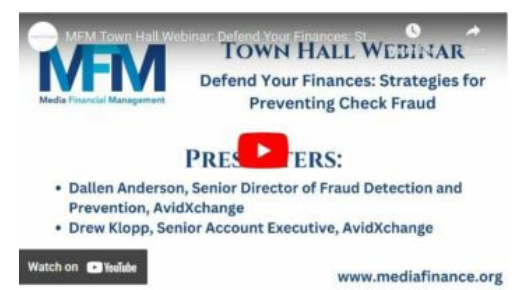 MFM Town Hall Webinar: Defend Your Finances: St...
MFM
Media Financial Management
TOWN HALL WEBINAR
Defend Your Finances: Strategies for
Preventing Check Fraud
PRES TERS:
• Dallen Anderson, Senior Director of Fraud Detection and
Prevention, AvidXchange
• Drew Klopp, Senior Account Executive, AvidXchange
Watch on YouTube
www.mediafinance.org